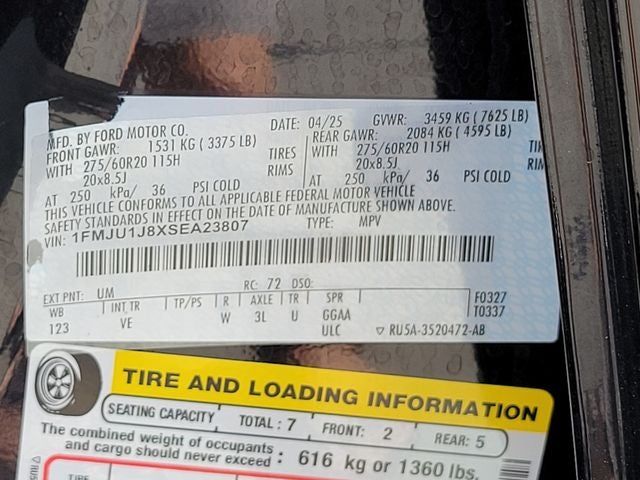 MFD. BY FORD MOTOR CO. DATE: 04/25 GVWR: 3459 KG ( 7625 LB)
FRONT GAWR: 1531 KG ( 3375 LB) REAR GAWR: 2084 KG ( 4595 LB)
WITH 275/60R20 115H TIRES WITH 275/60R20 115H
20x8.5J RIMS 20x8.5J RIM
AT 250 kPa/ 36 PSI COLD AT 250 kPa/ 36 PSI COLD
THIS VEHICLE CONFORMS TO ALL APPLICABLE FEDERAL MOTOR VEHICLE
SAFETY STANDARDS IN EFFECT ON THE DATE OF MANUFACTURE SHOWN ABOVE.
VIN: 1FMJU1J8XSEA23807 TYPE: MPV
EXT PNT: UM RC: 72 DSO:
WB INT TR TP/PS R AXLE TR SPR F0327
123 VE W 3L U GGAA T0337
ULC ▽ RU5A-3520472-AB
TIRE AND LOADING INFORMATION
SEATING CAPACITY TOTAL : 7 FRONT: 2 REAR: 5
The combined weight of occupants
and cargo should never exceed : 616 kg or 1360 lbs.
TIRE